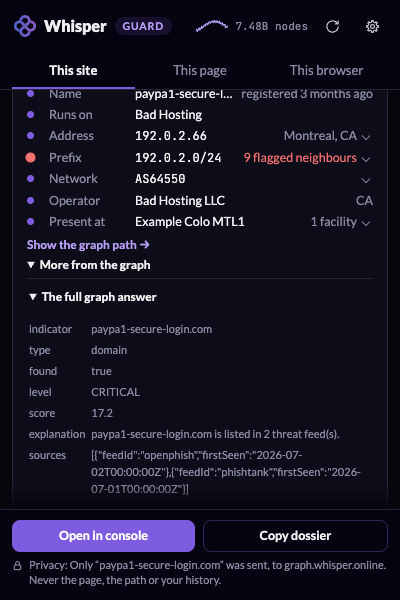 Whisper GUARD 7.48B nodes
This site This page This browser
Name paypa1-secure-l... registered 3 months ago
Runs on Bad Hosting
Address 192.0.2.66 Montreal, CA
Prefix 192.0.2.0/24 9 flagged neighbours
Network AS64550
Operator Bad Hosting LLC CA
Present at Example Colo MTL1 1 facility
Show the graph path →
▼ More from the graph
▼ The full graph answer
indicator paypa1-secure-login.com
type domain
found true
level CRITICAL
score 17.2
explanation paypa1-secure-login.com is listed in 2 threat feed(s).
sources [{"feedId":"openphish","firstSeen":"2026-07-
02T00:00:00Z"},{"feedId":"phishtank","firstSeen":"2026-
07-01T00:00:00Z"}]
Open in console Copy dossier
Privacy: Only "paypa1-secure-login.com" was sent, to graph.whisper.online.
Never the page, the path or your history.